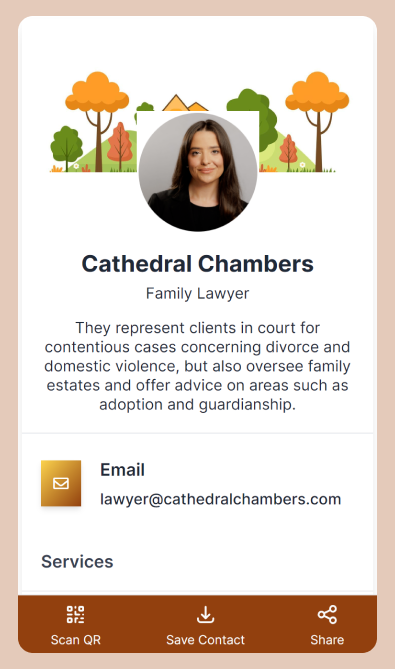 Cathedral Chambers
Family Lawyer
They represent clients in court for
contentious cases concerning divorce and
domestic violence, but also oversee family
estates and offer advice on areas such as
adoption and guardianship.
Email
lawyer@cathedralchambers.com
Services
Scan QR
Save Contact
Share